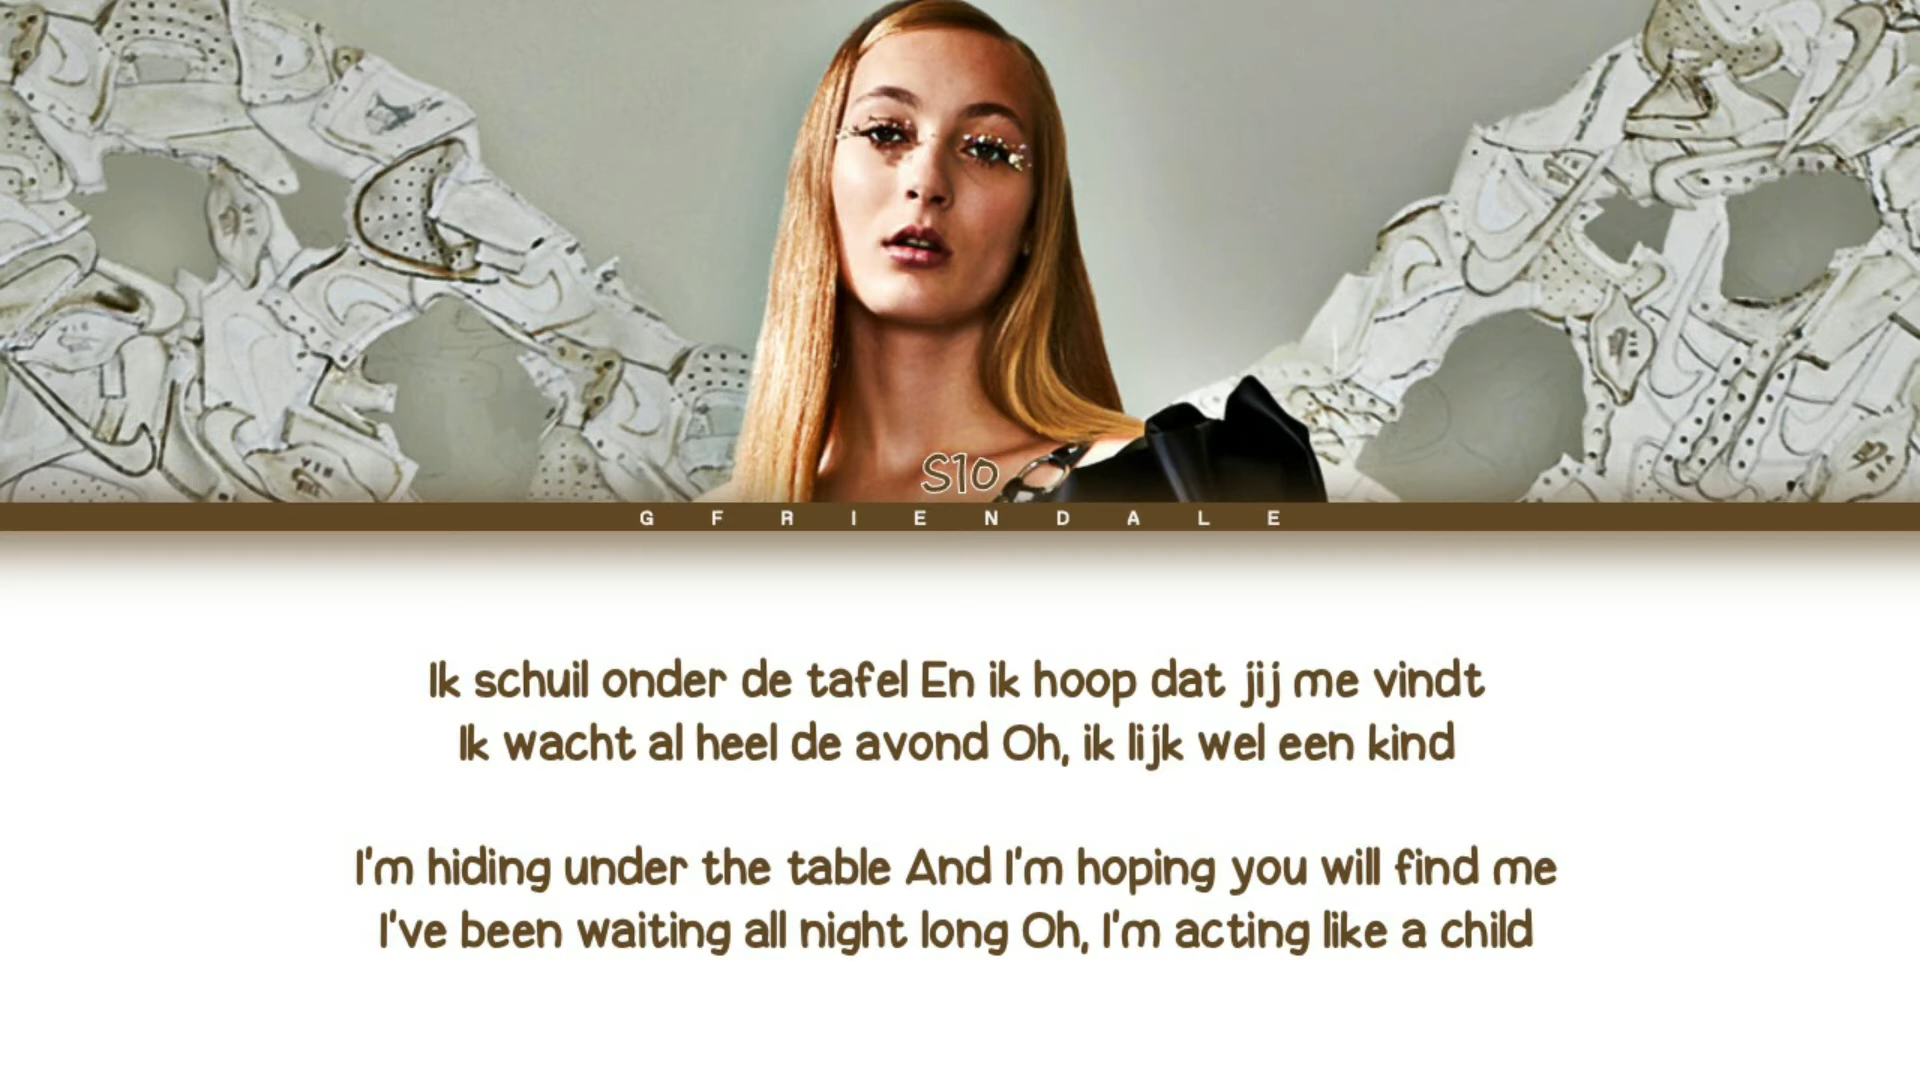 S10
G F R I E N D A L E
Ik schuil onder de tafel En ik hoop dat jij me vindt
Ik wacht al heel de avond Oh, ik lijk wel een kind
I'm hiding under the table And I'm hoping you will find me
I've been waiting all night long Oh, I'm acting like a child